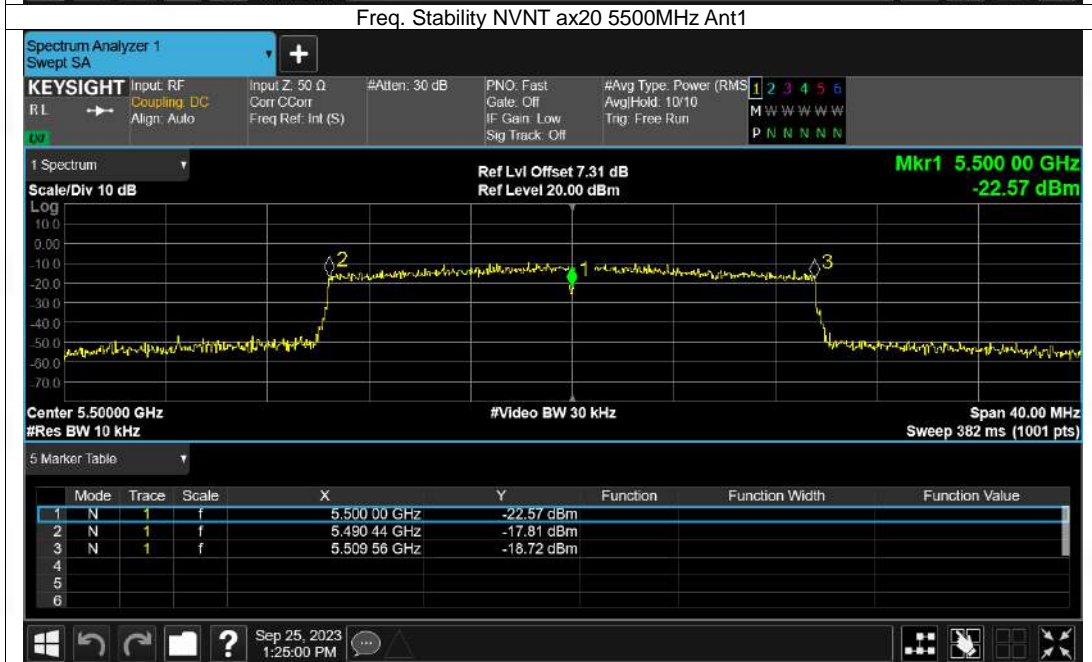 Freq. Stability NVNT ax20 5500MHz Ant1
Spectrum Analyzer 1
Swept SA
+
KEYSIGHT Input: RF Input Z: 50 Ω #Atten: 30 dB PNO: Fast #Avg Type: Power (RMS 1 2 3 4 5 6
RL Coupling: DC Corr CCorr Gate: Off Avg|Hold: 10/10 M W W W W W
Align: Auto Freq Ref: Int (S) IF Gain: Low Trig: Free Run
LXI Sig Track: Off P N N N N N
1 Spectrum Ref Lvl Offset 7.31 dB Mkr1 5.500 00 GHz
Scale/Div 10 dB Ref Level 20.00 dBm -22.57 dBm
Log
10.0
0.00
-10.0
-20.0
-30.0
-40.0
-50.0
-60.0
-70.0
2
1
3
Center 5.50000 GHz #Video BW 30 kHz Span 40.00 MHz
#Res BW 10 kHz Sweep 382 ms (1001 pts)
5 Marker Table
Mode Trace Scale X Y Function Function Width Function Value
1 N 1 f 5.500 00 GHz -22.57 dBm
2 N 1 f 5.490 44 GHz -17.81 dBm
3 N 1 f 5.509 56 GHz -18.72 dBm
4
5
6
? Sep 25, 2023
1:25:00 PM